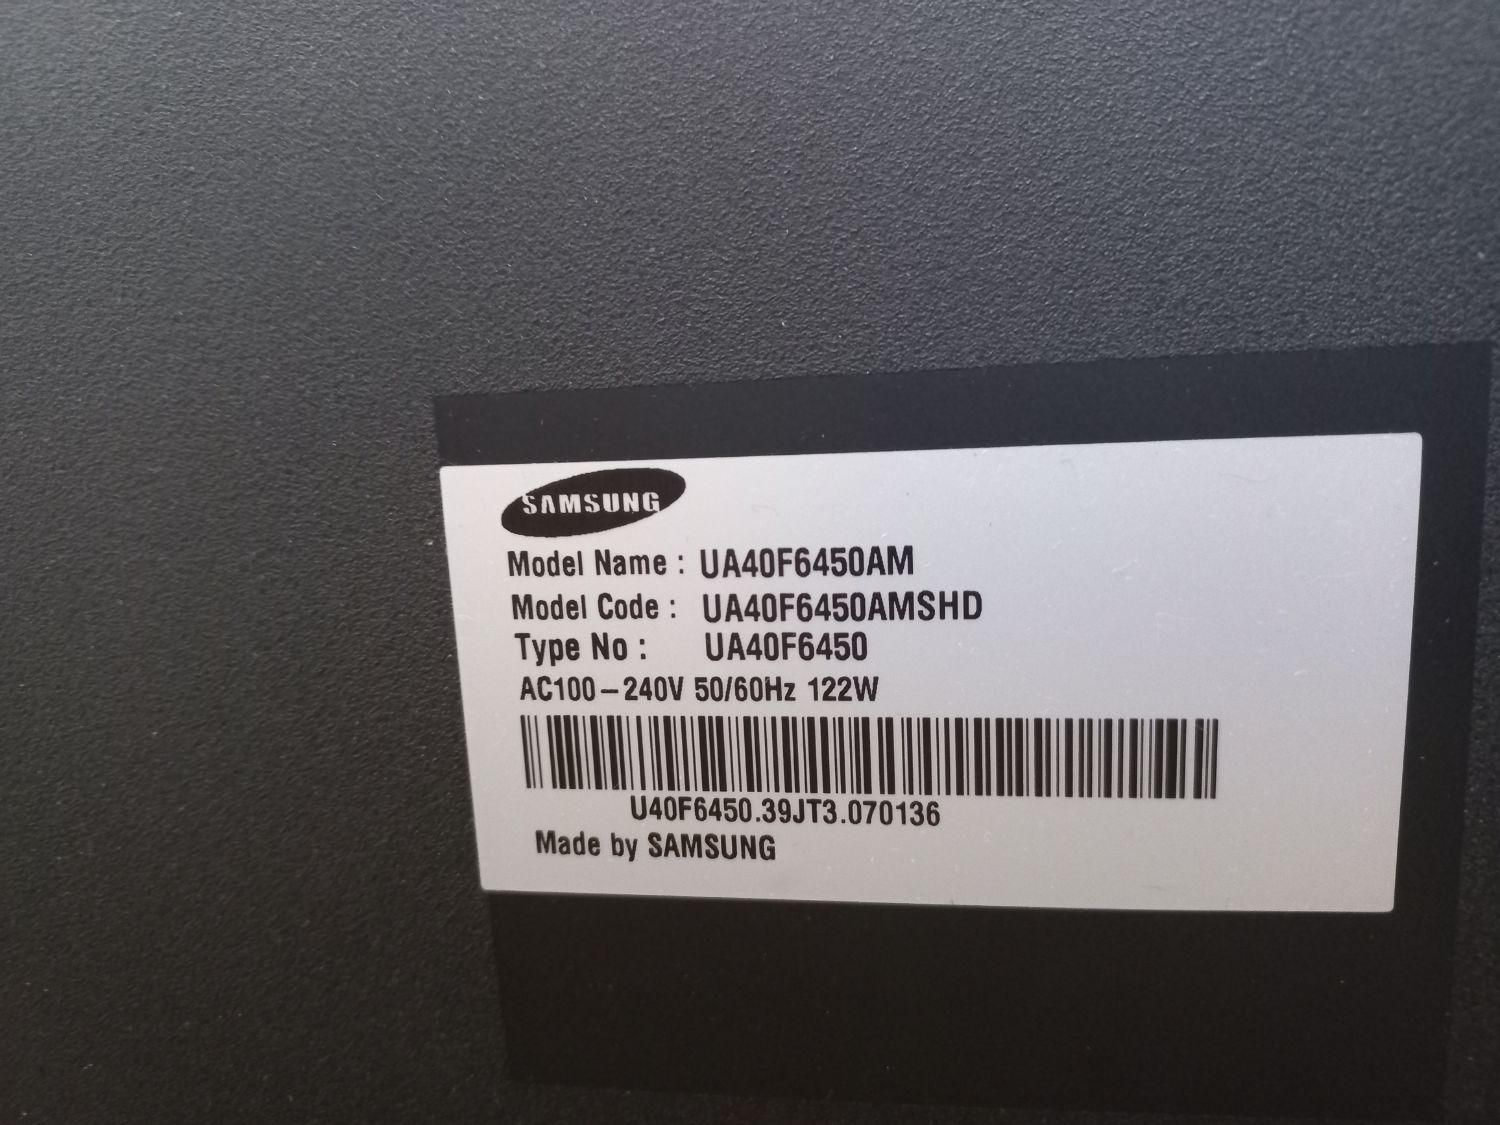 SAMSUNG
Model Name : UA40F6450AM
Model Code : UA40F6450AMSHD
Type No : UA40F6450
AC100-240V 50/60Hz 122W
U40F6450.39JT3.070136
Made by SAMSUNG